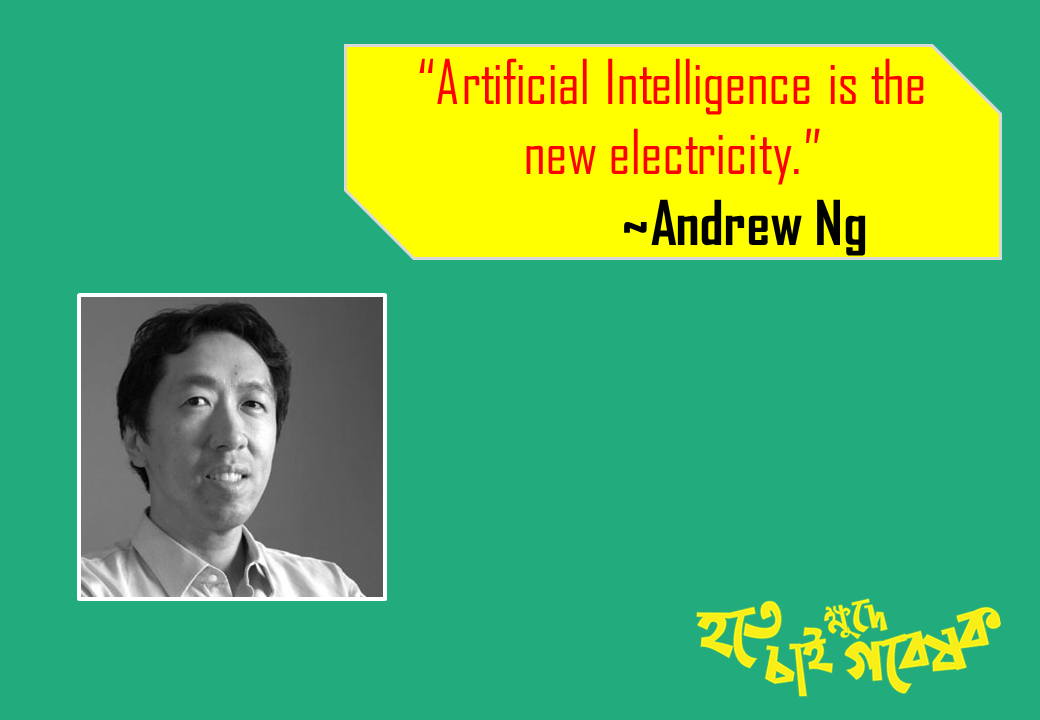 “Artificial Intelligence is the
new electricity.”
~Andrew Ng
হতে
চাই ক্ষুদে
গবেষক